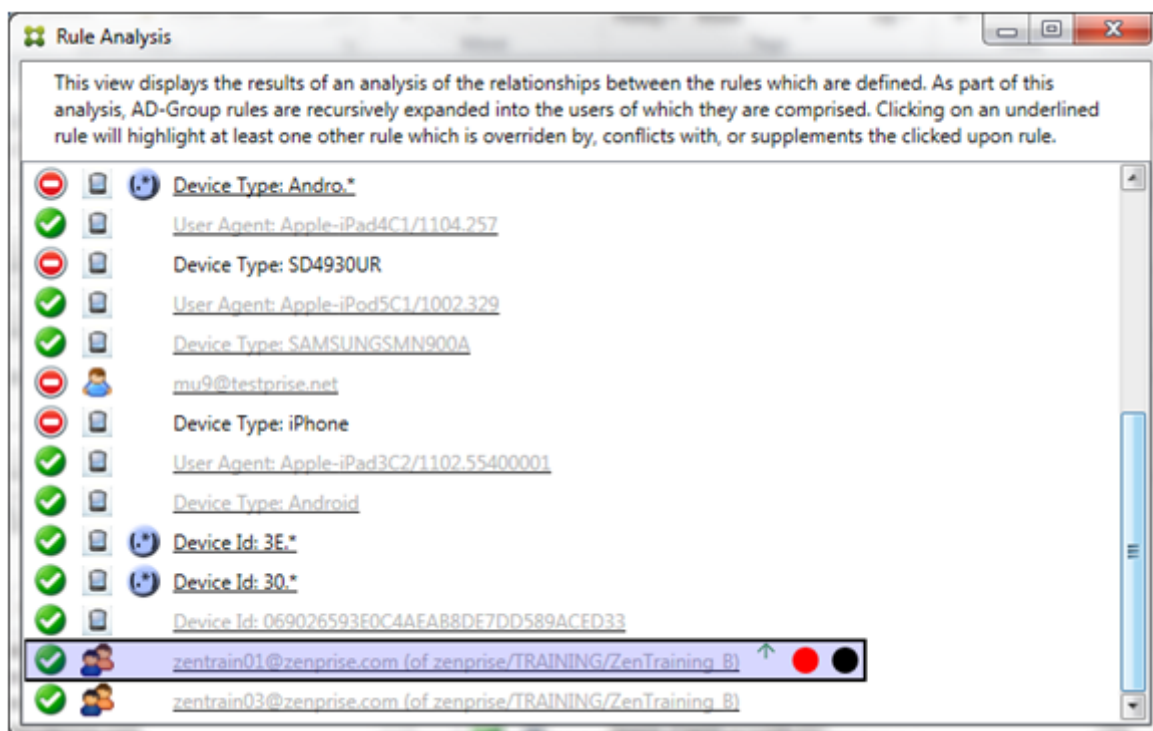 Rule Analysis
This view displays the results of an analysis of the relationships between the rules which are defined. As part of this
analysis, AD-Group rules are recursively expanded into the users of which they are comprised. Clicking on an underlined
rule will highlight at least one other rule which is overriden by, conflicts with, or supplements the clicked upon rule.
(.*) Device Type: Andro.*
User Agent: Apple-iPad4C1/1104.257
Device Type: SD4930UR
User Agent: Apple-iPod5C1/1002.329
Device Type: SAMSUNGSMN900A
mu9@testprise.net
Device Type: iPhone
User Agent: Apple-iPad3C2/1102.55400001
Device Type: Android
(.*) Device Id: 3E.*
(.*) Device Id: 30.*
Device Id: 069026593E0C4AEAB8DE7DD589ACED33
zentrain01@zenprise.com (of zenprise/TRAINING/ZenTraining_B)
zentrain03@zenprise.com (of zenprise/TRAINING/ZenTraining_B)